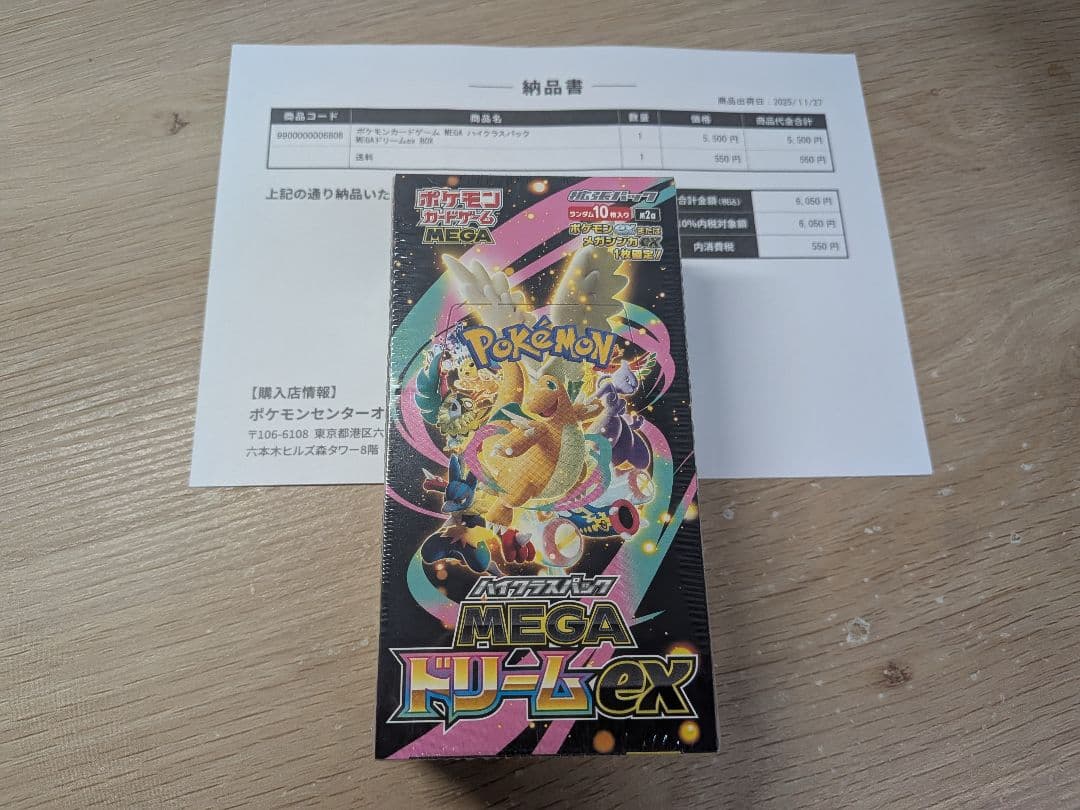 納品書
商品出荷日：2025/11/27
商品コード 商品名 数量 価格 商品代金合計
9900000006808 ポケモンカードゲーム MEGA ハイクラスパック 1 5,500 円 5,500 円
MEGAドリームex BOX
送料 1 550 円 550 円
上記の通り納品いた
合計金額(税込) 6,050 円
10%内税対象額 6,050 円
内消費税 550 円
【購入店情報】
ポケモンセンターオ
〒106-6108 東京都港区六
六本木ヒルズ森タワー8階
ポケモン
カードゲーム
MEGA
拡張パック
ランダム10枚入り
ポケモンexまたは
メガシンカex
1枚確定!
POKÉMON
ハイクラスパック
MEGA
ドリームex